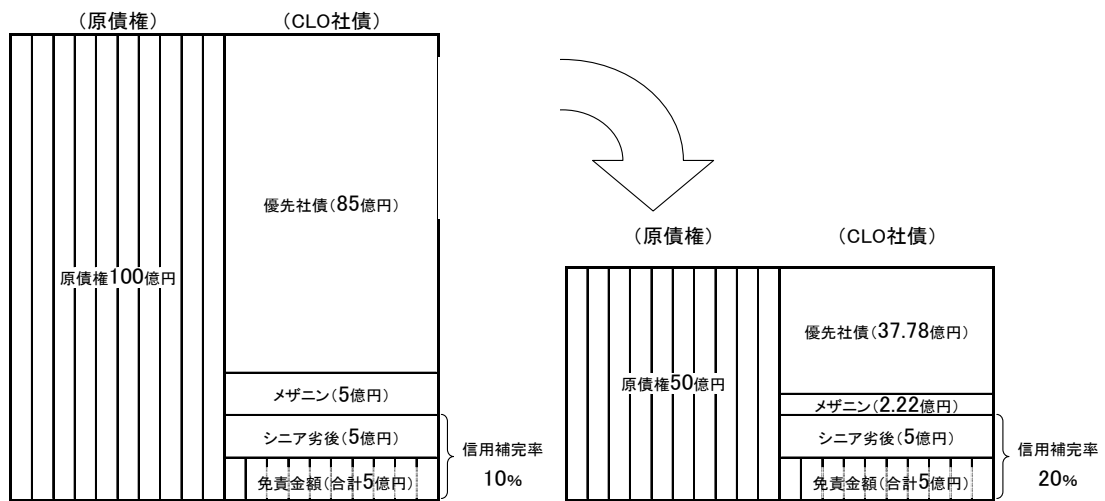 （原債権）
（CLO社債）
優先社債（85億円）
原債権100億円
メザニン（5億円）
シニア劣後（5億円）
免責金額（合計5億円）
信用補完率
10%
（原債権）
（CLO社債）
優先社債（37.78億円）
原債権50億円
メザニン（2.22億円）
シニア劣後（5億円）
免責金額（合計5億円）
信用補完率
20%